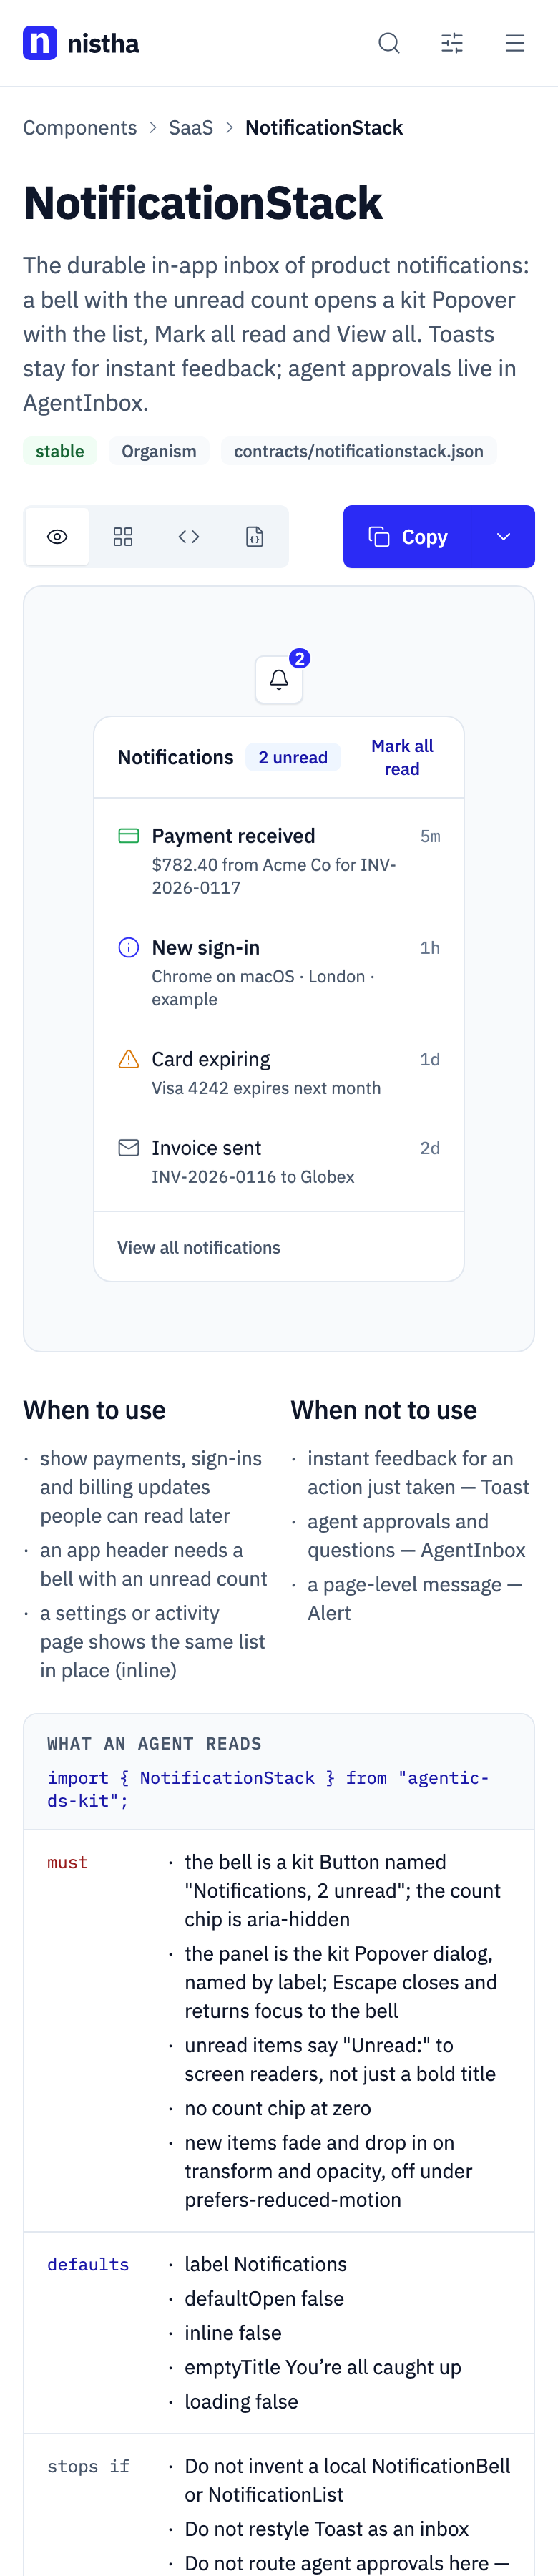 n nistha
Components > SaaS > NotificationStack
NotificationStack
The durable in-app inbox of product notifications:
a bell with the unread count opens a kit Popover
with the list, Mark all read and View all. Toasts
stay for instant feedback; agent approvals live in
AgentInbox.
stable Organism contracts/notificationstack.json
Copy
2
Notifications 2 unread Mark all
read
Payment received 5m
$782.40 from Acme Co for INV-
2026-0117
New sign-in 1h
Chrome on macOS · London ·
example
Card expiring 1d
Visa 4242 expires next month
Invoice sent 2d
INV-2026-0116 to Globex
View all notifications
When to use
· show payments, sign-ins
and billing updates
people can read later
· an app header needs a
bell with an unread count
· a settings or activity
page shows the same list
in place (inline)
When not to use
· instant feedback for an
action just taken — Toast
· agent approvals and
questions — AgentInbox
· a page-level message —
Alert
WHAT AN AGENT READS
import { NotificationStack } from "agentic-
ds-kit";
must
· the bell is a kit Button named
"Notifications, 2 unread"; the count
chip is aria-hidden
· the panel is the kit Popover dialog,
named by label; Escape closes and
returns focus to the bell
· unread items say "Unread:" to
screen readers, not just a bold title
· no count chip at zero
· new items fade and drop in on
transform and opacity, off under
prefers-reduced-motion
defaults
· label Notifications
· defaultOpen false
· inline false
· emptyTitle You’re all caught up
· loading false
stops if
· Do not invent a local NotificationBell
or NotificationList
· Do not restyle Toast as an inbox
· Do not route agent approvals here —